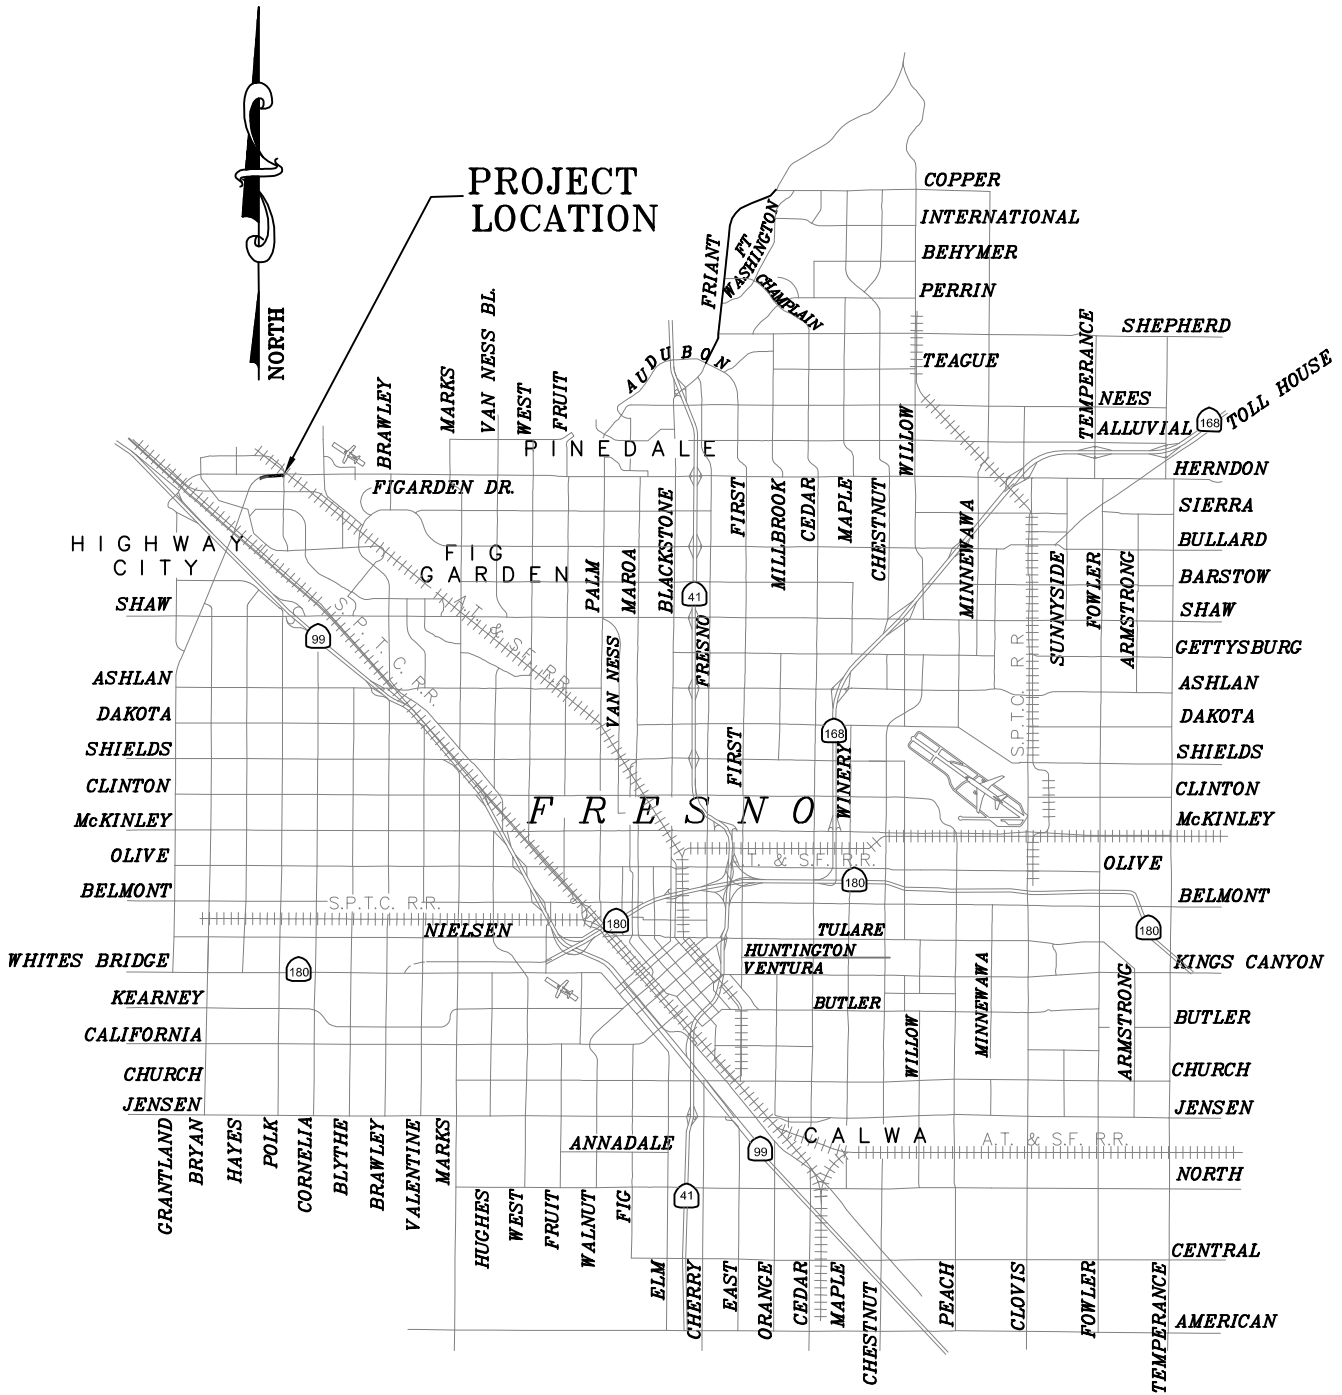 PROJECT
LOCATION
NORTH
COPPER
INTERNATIONAL
BEHYMER
PERRIN
FRIANT
FT
WASHINGTON
CHAMPLAIN
SHEPHERD
TEAGUE
TEMPERANCE
NEES
ALLUVIAL
TOLL HOUSE
168
AUDUBON
BRAWLEY
MARKS
VAN NESS BL.
WEST
FRUIT
PINEDALE
WILLOW
HERNDON
FIGARDEN DR.
SIERRA
BULLARD
BARSTOW
SHAW
GETTYSBURG
ASHLAN
DAKOTA
SHIELDS
CLINTON
McKINLEY
OLIVE
BELMONT
KINGS CANYON
BUTLER
CHURCH
JENSEN
NORTH
CENTRAL
AMERICAN
HIGHWAY
CITY
FIG
GARDEN
PALM
MAROA
BLACKSTONE
FIRST
MILLBROOK
CEDAR
MAPLE
CHESTNUT
MINNEWAWA
SUNNYSIDE
FOWLER
ARMSTRONG
41
FRESNO
99
S.P.T.C. R.R.
A.T. & S.F. R.R.
S.P.T.C. R.R.
VAN NESS
FIRST
168
WINERY
SHAW
ASHLAN
DAKOTA
SHIELDS
CLINTON
McKINLEY
OLIVE
BELMONT
WHITES BRIDGE
KEARNEY
CALIFORNIA
CHURCH
JENSEN
FRESNO
A.T. & S.F. R.R.
180
180
180
180
S.P.T.C. R.R.
NIELSEN
TULARE
HUNTINGTON
VENTURA
BUTLER
WILLOW
MINNEWAWA
ARMSTRONG
GRANTLAND
BRYAN
HAYES
POLK
CORNELIA
BLYTHE
BRAWLEY
VALENTINE
MARKS
ANNADALE
CALWA
A.T. & S.F. R.R.
99
41
HUGHES
WEST
FRUIT
WALNUT
FIG
ELM
CHERRY
EAST
ORANGE
CEDAR
MAPLE
CHESTNUT
PEACH
CLOVIS
FOWLER
TEMPERANCE